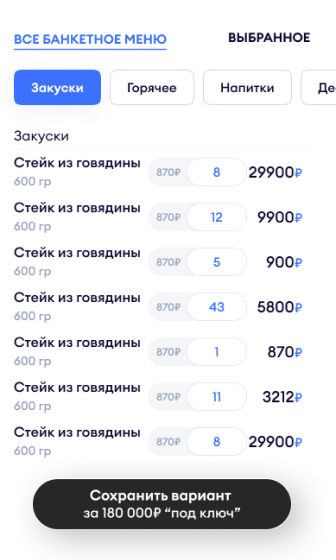 ВСЕ БАНКЕТНОЕ МЕНЮ ВЫБРАННОЕ
Закуски Горячее Напитки Де
Закуски
Стейк из говядины 870₽ 8 29900₽
600 гр
Стейк из говядины 870₽ 12 9900₽
600 гр
Стейк из говядины 870₽ 5 900₽
600 гр
Стейк из говядины 870₽ 43 5800₽
600 гр
Стейк из говядины 870₽ 1 870₽
600 гр
Стейк из говядины 870₽ 11 3212₽
600 гр
Стейк из говядины 870₽ 8 29900₽
600 гр
Сохранить вариант
за 180 000₽ “под ключ”